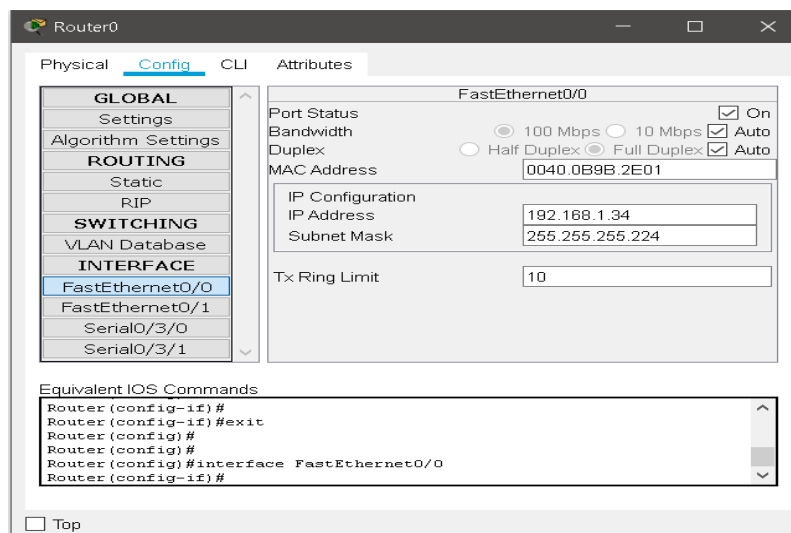 Router0
Physical Config CLI Attributes
GLOBAL
Settings
Algorithm Settings
ROUTING
Static
RIP
SWITCHING
VLAN Database
INTERFACE
FastEthernet0/0
FastEthernet0/1
Serial0/3/0
Serial0/3/1
FastEthernet0/0
Port Status On
Bandwidth 100 Mbps 10 Mbps Auto
Duplex Half Duplex Full Duplex Auto
MAC Address 0040.0B9B.2E01
IP Configuration
IP Address 192.168.1.34
Subnet Mask 255.255.255.224
Tx Ring Limit 10
Equivalent IOS Commands
Router(config-if)#
Router(config-if)#exit
Router(config)#
Router(config)#
Router(config)#interface FastEthernet0/0
Router(config-if)#
Top